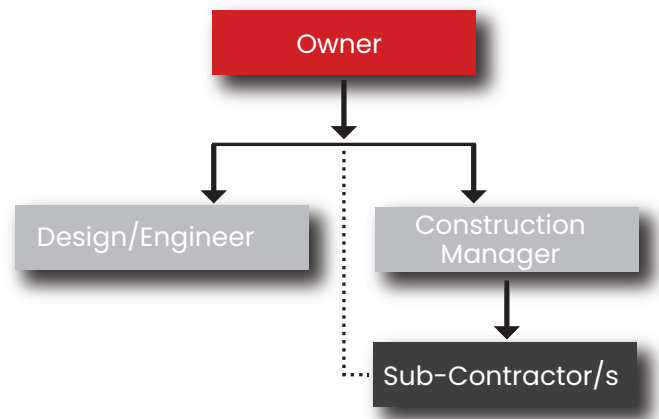 Owner
Design/Engineer
Construction
Manager
Sub-Contractor/s